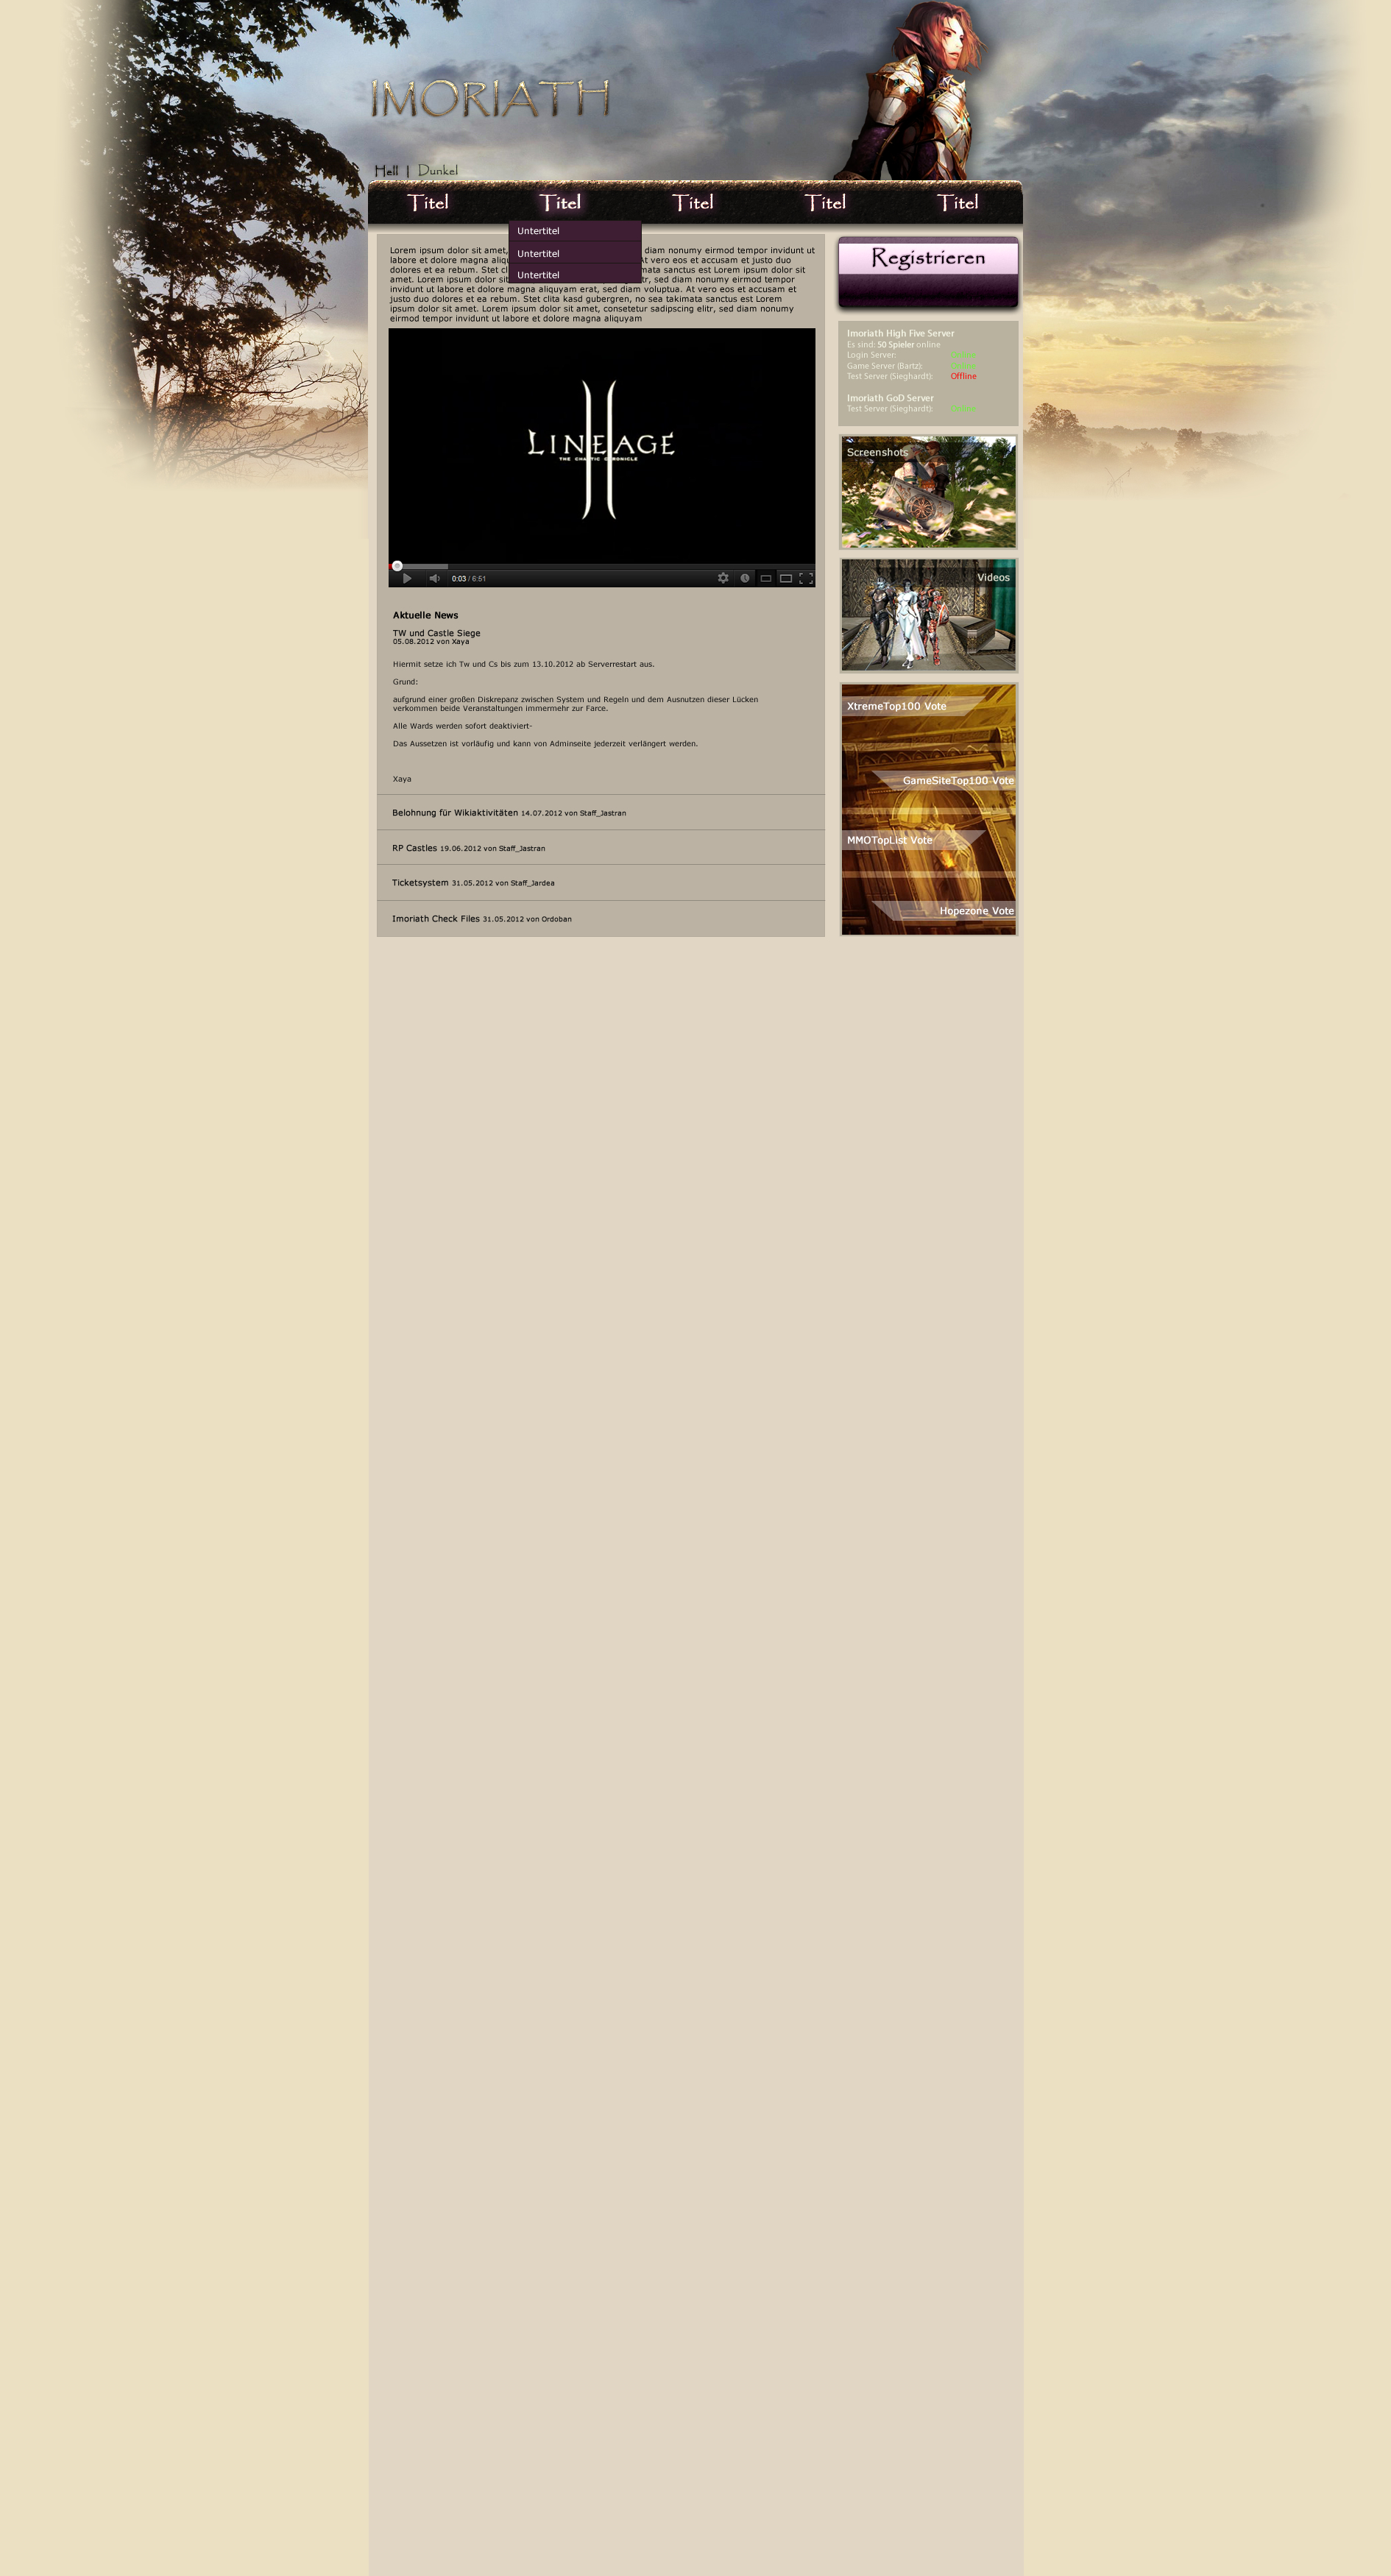 IMORIATH
Hell | Dunkel
Titel
Titel
Titel
Titel
Titel
Untertitel
Untertitel
Untertitel
Lorem ipsum dolor sit amet, diam nonumy eirmod tempor invidunt ut
labore et dolore magna At vero eos et accusam et justo duo
dolores et ea rebum. Stet sanctus est Lorem ipsum dolor sit
amet. Lorem ipsum dolor sit sed diam nonumy eirmod tempor
invidunt ut labore et dolore magna aliquyam erat, sed diam voluptua. At vero eos et accusam et
justo duo dolores et ea rebum. Stet clita kasd gubergren, no sea takimata sanctus est Lorem
ipsum dolor sit amet. Lorem ipsum dolor sit amet, consetetur sadipscing elitr, sed diam nonumy
eirmod tempor invidunt ut labore et dolore magna aliquyam
LINEAGE
THE CHAOTIC CHRONICLE
0:03 / 6:51
Aktuelle News
TW und Castle Siege
05.08.2012 von Xaya
Hiermit setze ich Tw und Cs bis zum 13.10.2012 ab Serverrestart aus.
Grund:
aufgrund einer großen Diskrepanz zwischen System und Regeln und dem Ausnutzen dieser Lücken
verkommen beide Veranstaltungen immermehr zur Farce.
Alle Wards werden sofort deaktiviert-
Das Aussetzen ist vorläufig und kann von Adminseite jederzeit verlängert werden.
Xaya
Belohnung für Wikiaktivitäten 14.07.2012 von Staff_Jastran
RP Castles 19.06.2012 von Staff_Jastran
Ticketsystem 31.05.2012 von Staff_Jardea
Imoriath Check Files 31.05.2012 von Ordoban
Registrieren
Imoriath High Five Server
Es sind: 50 Spieler online
Login Server:
Game Server (Bartz):
Test Server (Sieghardt): Offline
Imoriath GoD Server
Test Server (Sieghardt):
Screenshots
Videos
XtremeTop100 Vote
GameSiteTop100 Vote
MMOTopList Vote
Hopezone Vote